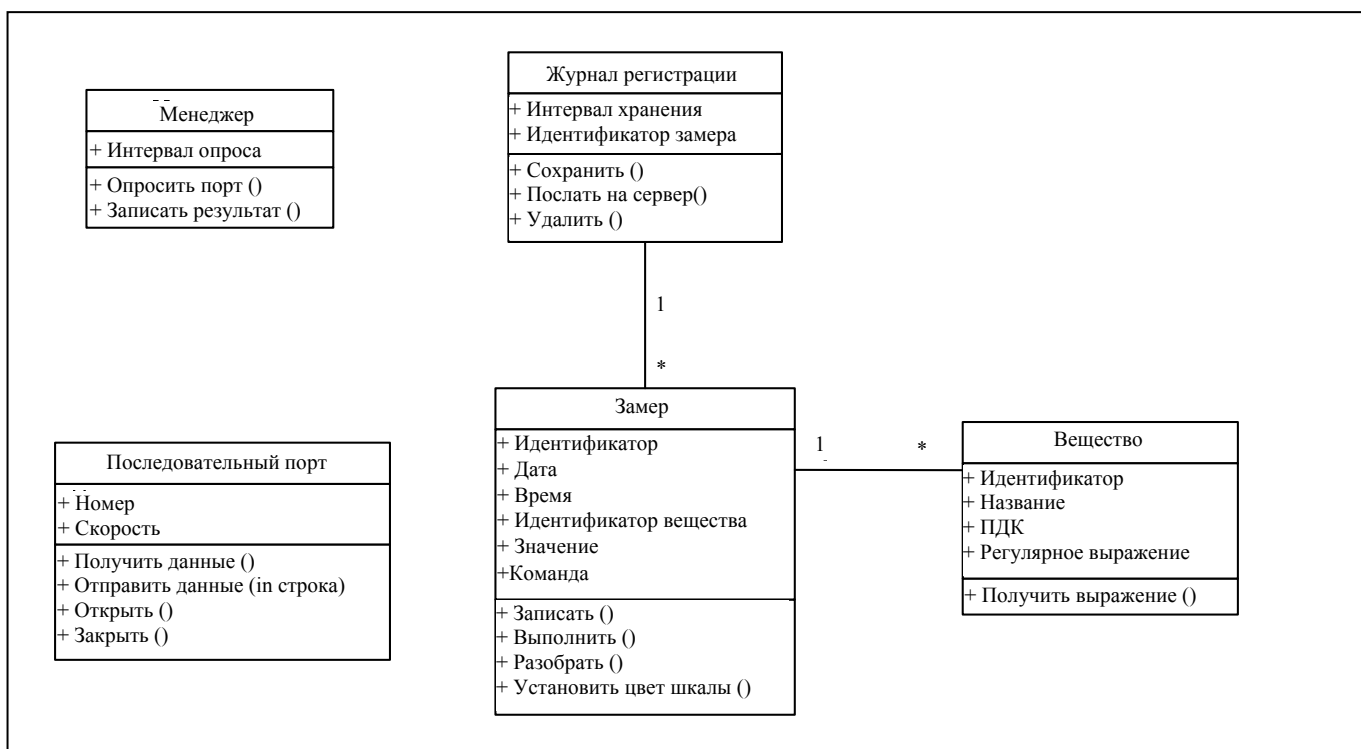 Менеджер
+ Интервал опроса
+ Опросить порт ()
+ Записать результат ()
Журнал регистрации
+ Интервал хранения
+ Идентификатор замера
+ Сохранить ()
+ Послать на сервер()
+ Удалить ()
1
*
Последовательный порт
+ Номер
+ Скорость
+ Получить данные ()
+ Отправить данные (in строка)
+ Открыть ()
+ Закрыть ()
Замер
+ Идентификатор
+ Дата
+ Время
+ Идентификатор вещества
+ Значение
+Команда
+ Записать ()
+ Выполнить ()
+ Разобрать ()
+ Установить цвет шкалы ()
1 *
Вещество
+ Идентификатор
+ Название
+ ПДК
+ Регулярное выражение
+ Получить выражение ()